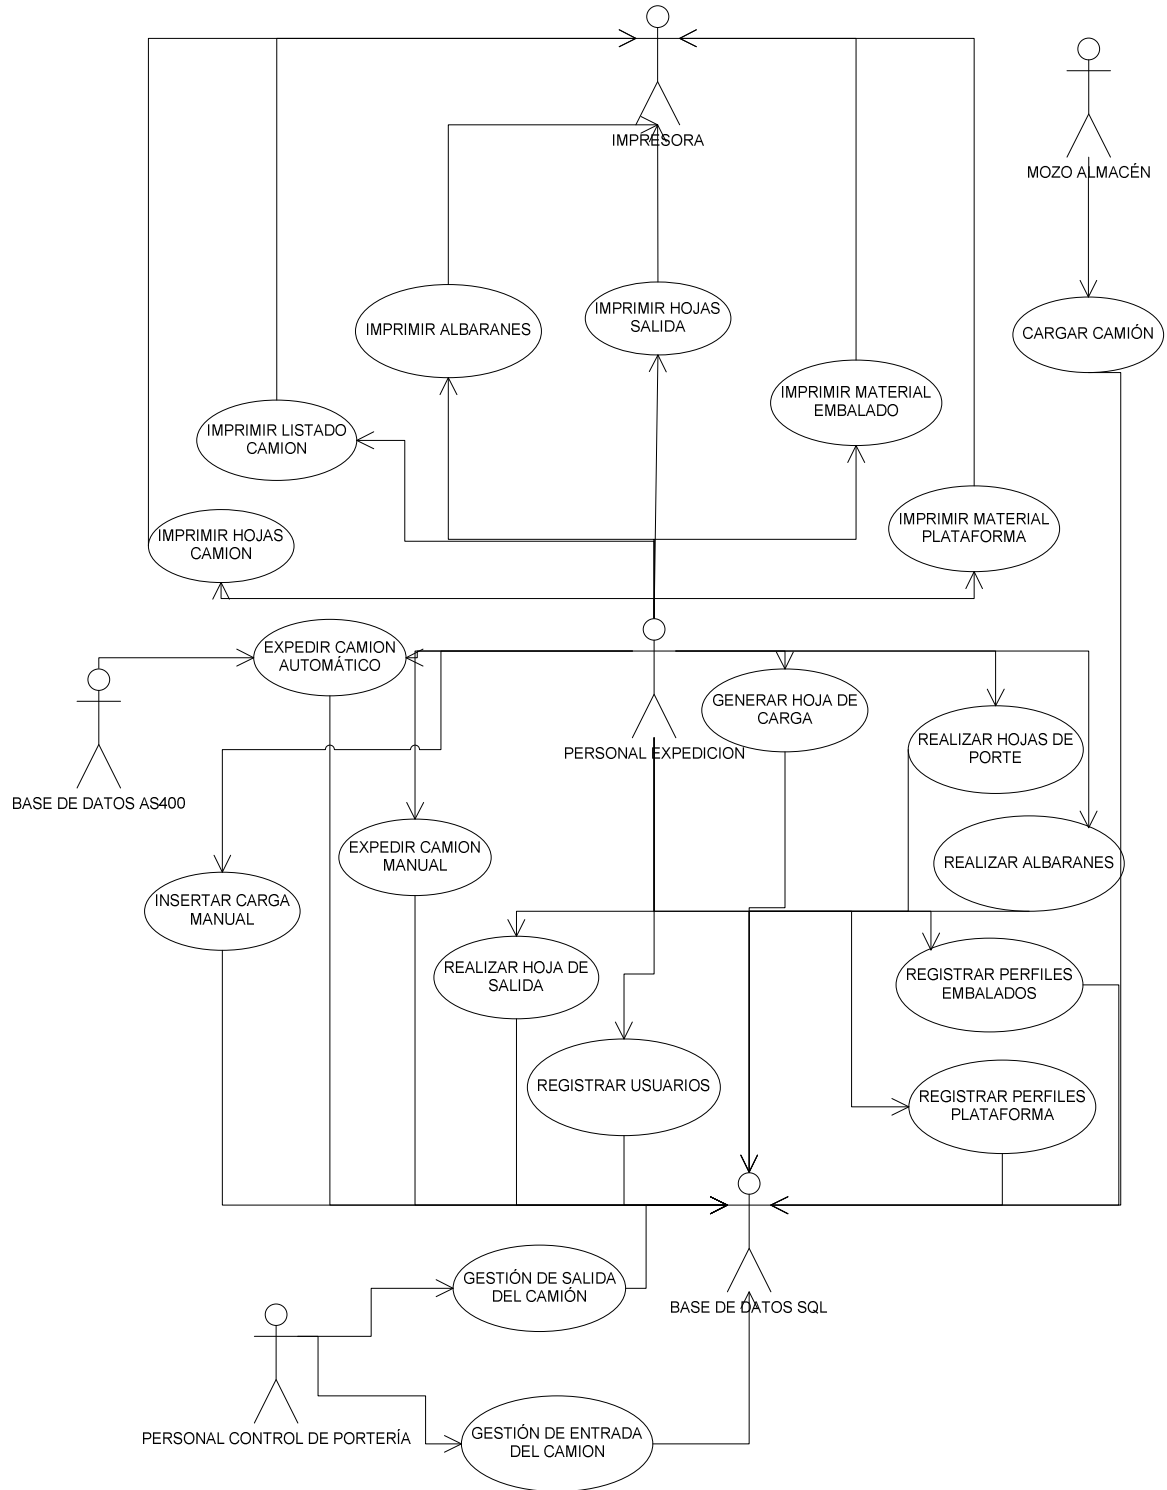 IMPRESORA
MOZO ALMACÉN
IMPRIMIR HOJAS
SALIDA
IMPRIMIR ALBARANES
CARGAR CAMIÓN
IMPRIMIR MATERIAL
EMBALADO
IMPRIMIR LISTADO
CAMION
IMPRIMIR HOJAS
CAMION
IMPRIMIR MATERIAL
PLATAFORMA
EXPEDIR CAMION
AUTOMÁTICO
GENERAR HOJA DE
CARGA
REALIZAR HOJAS DE
PORTE
PERSONAL EXPEDICION
BASE DE DATOS AS400
EXPEDIR CAMION
MANUAL
REALIZAR ALBARANES
INSERTAR CARGA
MANUAL
REALIZAR HOJA DE
SALIDA
REGISTRAR PERFILES
EMBALADOS
REGISTRAR USUARIOS
REGISTRAR PERFILES
PLATAFORMA
GESTIÓN DE SALIDA
DEL CAMIÓN
BASE DE DATOS SQL
PERSONAL CONTROL DE PORTERÍA
GESTIÓN DE ENTRADA
DEL CAMION